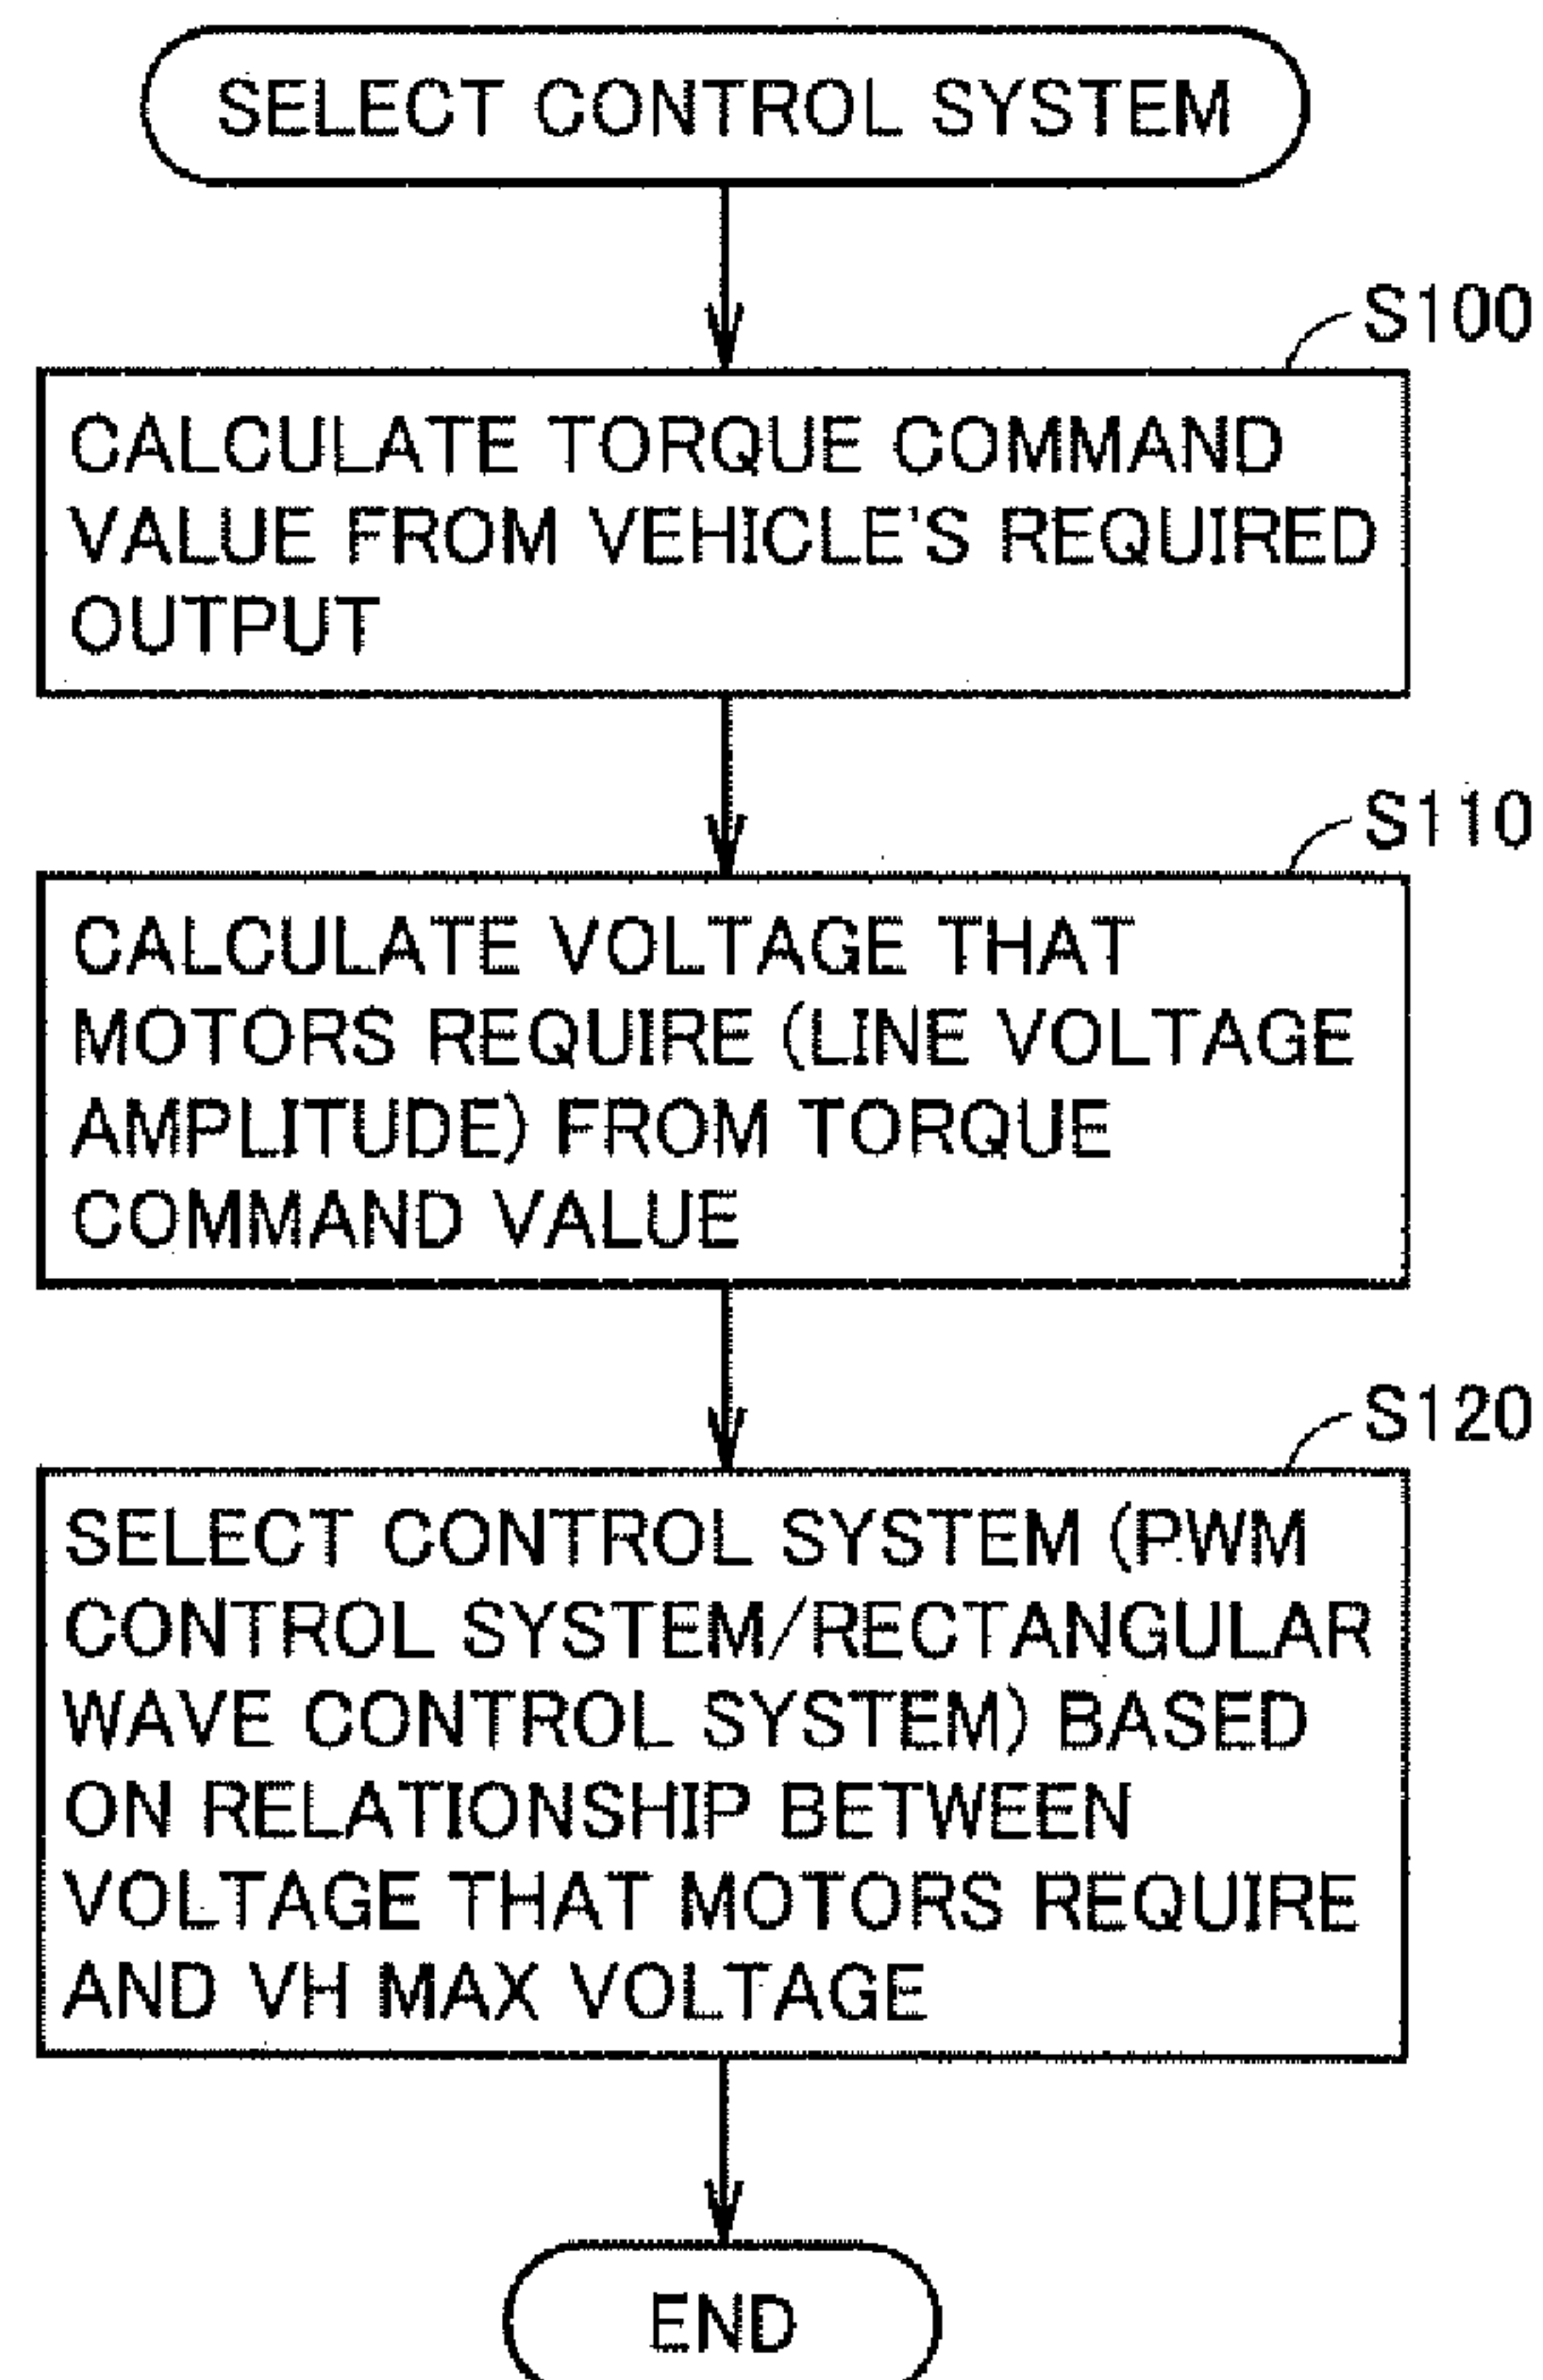 SELECT CONTROL SYSTEM
S100
CALCULATE TORQUE COMMAND
VALUE FROM VEHICLE'S REQUIRED
OUTPUT
S110
CALCULATE VOLTAGE THAT
MOTORS REQUIRE (LINE VOLTAGE
AMPLITUDE) FROM TORQUE
COMMAND VALUE
S120
SELECT CONTROL SYSTEM (PWM
CONTROL SYSTEM/RECTANGULAR
WAVE CONTROL SYSTEM) BASED
ON RELATIONSHIP BETWEEN
VOLTAGE THAT MOTORS REQUIRE
AND VH MAX VOLTAGE
END